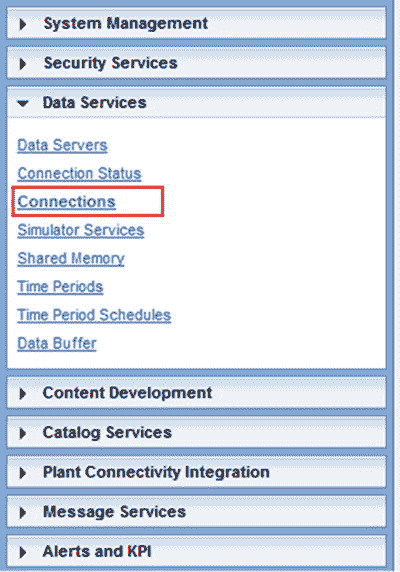 System Management
Security Services
Data Services
Data Servers
Connection Status
Connections
Simulator Services
Shared Memory
Time Periods
Time Period Schedules
Data Buffer
Content Development
Catalog Services
Plant Connectivity Integration
Message Services
Alerts and KPI